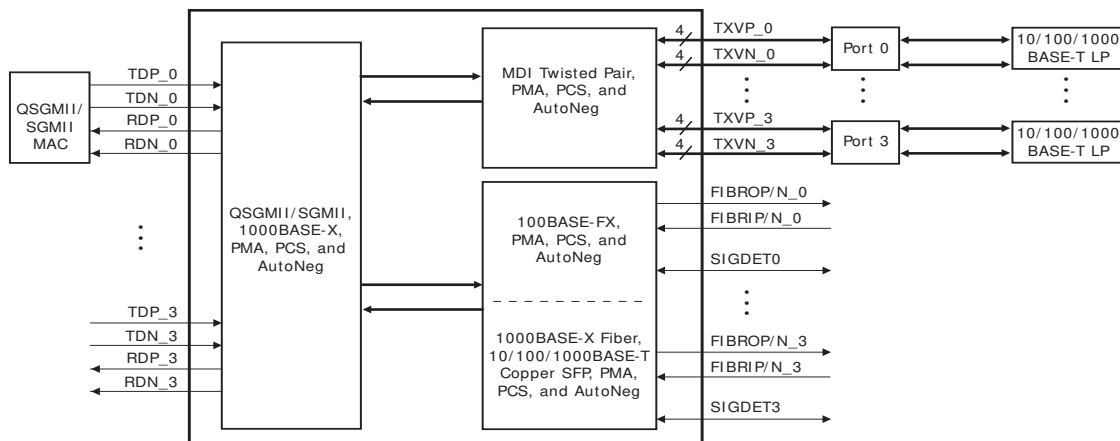 QSGMII/
SGMII
MAC
TDP_0
TDN_0
RDP_0
RDN_0
TDP_3
TDN_3
RDP_3
RDN_3
QSGMII/SGMII,
1000BASE-X,
PMA, PCS, and
AutoNeg
MDI Twisted Pair,
PMA, PCS, and
AutoNeg
100BASE-FX,
PMA, PCS, and
AutoNeg
1000BASE-X Fiber,
10/100/1000BASE-T
Copper SFP, PMA,
PCS, and AutoNeg
4 TXVP_0
4 TXVN_0
4 TXVP_3
4 TXVN_3
Port 0
Port 3
10/100/1000
BASE-T LP
10/100/1000
BASE-T LP
FIBROP/N_0
FIBRIP/N_0
SIGDET0
FIBROP/N_3
FIBRIP/N_3
SIGDET3